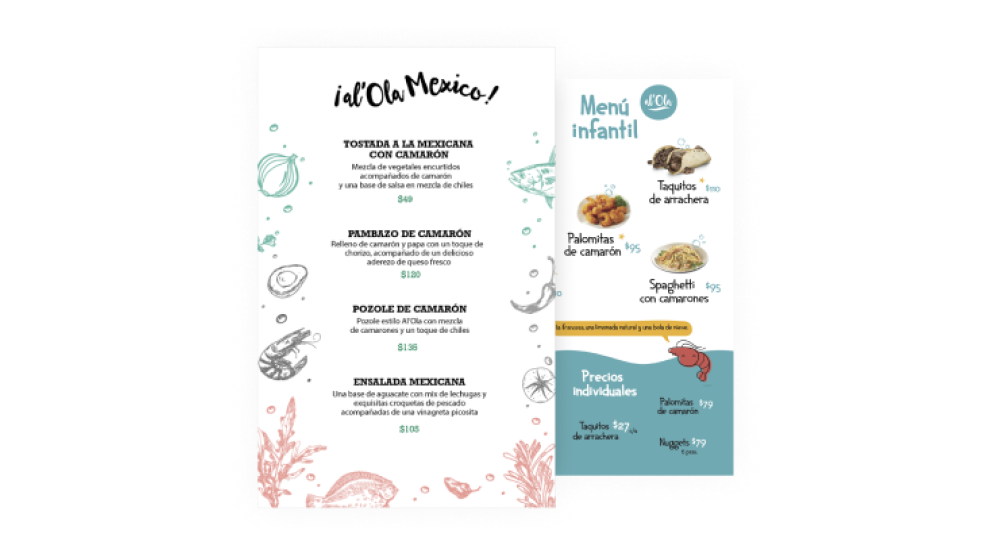 ¡al'Ola Mexico!
TOSTADA A LA MEXICANA
CON CAMARÓN
Mezcla de vegetales encurtidos
acompañados de camarón
y una base de salsa en mezcla de chiles
$49
PAMBAZO DE CAMARÓN
Relleno de camarón y papa con un toque de
chorizo, acompañado de un delicioso
aderezo de queso fresco
$120
POZOLE DE CAMARÓN
Pozole estilo Al'Ola con mezcla
de camarones y un toque de chiles
$136
ENSALADA MEXICANA
Una base de aguacate con mix de lechugas y
exquisitas croquetas de pescado
acompañadas de una vinagreta picosita
$105
Menú
infantil
al'Ola
Taquitos $110
de arrachera
Palomitas
de camarón $95
Spaghetti $95
con camarones
francesa, una limonada natural y una bola de nieve.
Precios
individuales
Taquitos $27 c/u
de arrachera
Palomitas $79
de camarón
Nuggets $79